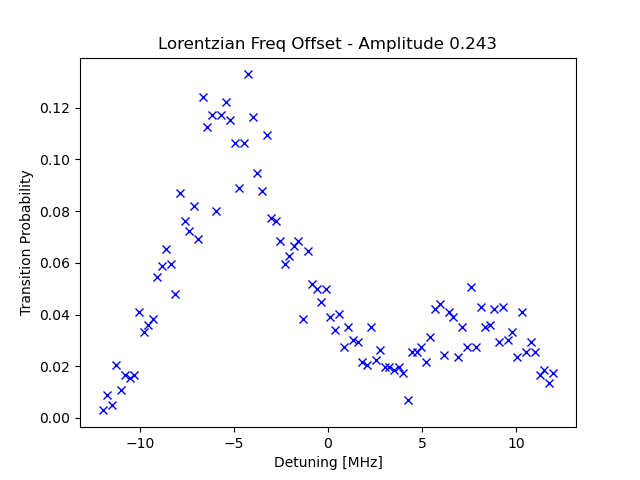 Lorentzian Freq Offset - Amplitude 0.243
0.12
0.10
0.08
0.06
0.04
0.02
0.00
Transition Probability
−10 −5 0 5 10
Detuning [MHz]